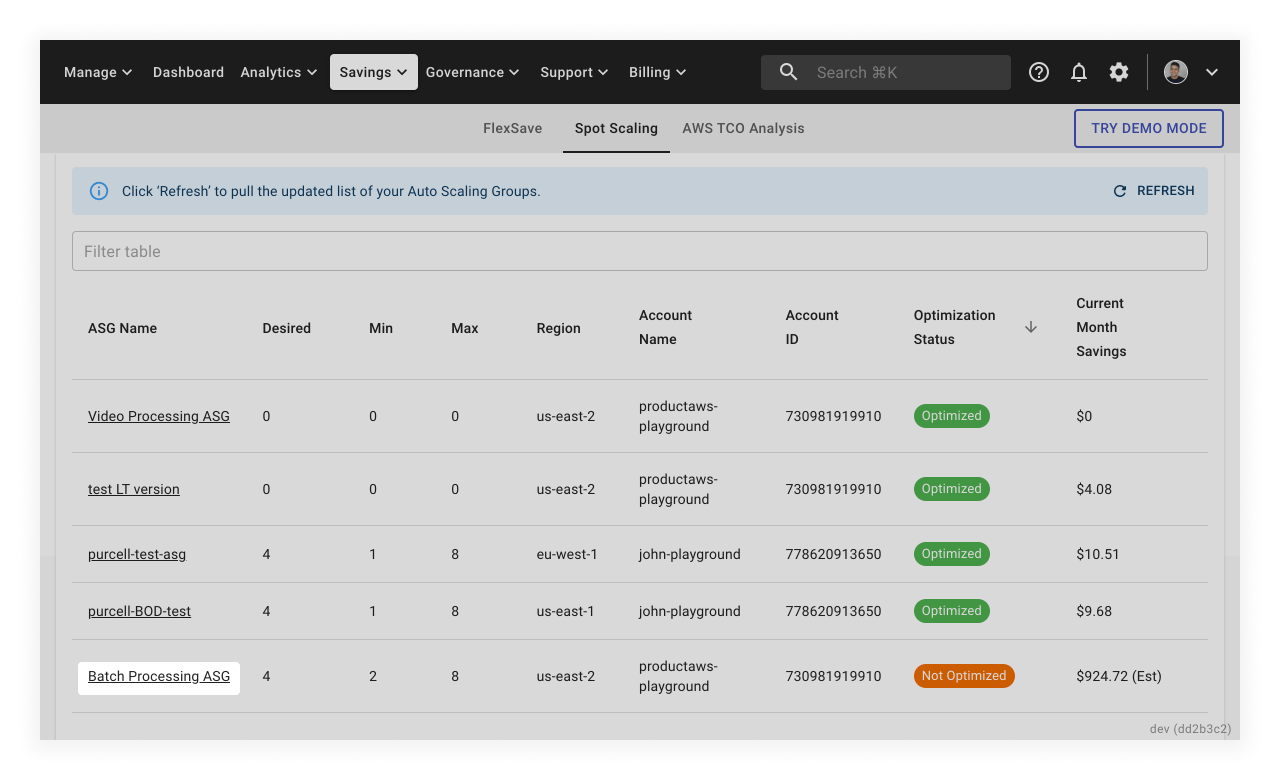 Manage Dashboard Analytics Savings Governance Support Billing Search ⌘K
FlexSave Spot Scaling AWS TCO Analysis TRY DEMO MODE
Click ‘Refresh’ to pull the updated list of your Auto Scaling Groups. REFRESH
Filter table
ASG Name Desired Min Max Region Account Name Account ID Optimization Status Current Month Savings
Video Processing ASG 0 0 0 us-east-2 productaws-playground 730981919910 Optimized $0
test LT version 0 0 0 us-east-2 productaws-playground 730981919910 Optimized $4.08
purcell-test-asg 4 1 8 eu-west-1 john-playground 778620913650 Optimized $10.51
purcell-BOD-test 4 1 8 us-east-1 john-playground 778620913650 Optimized $9.68
Batch Processing ASG 4 2 8 us-east-2 productaws-playground 730981919910 Not Optimized $924.72 (Est)
dev (dd2b3c2)